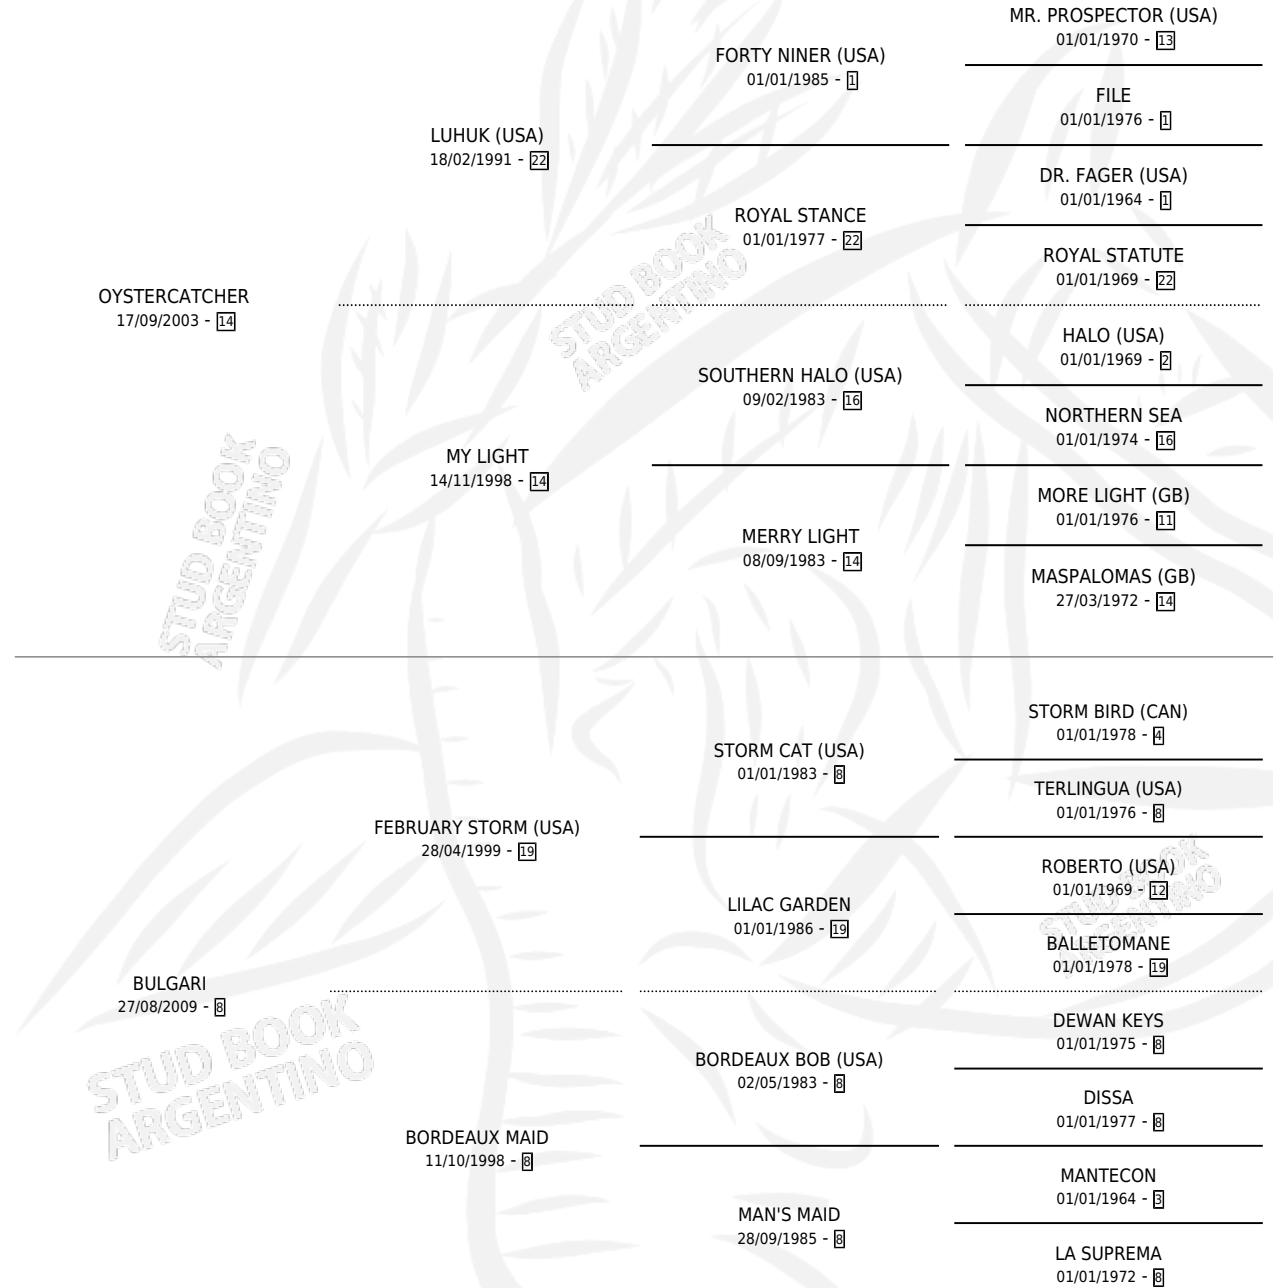 MR. PROSPECTOR (USA)
01/01/1970 - 13
FORTY NINER (USA)
01/01/1985 - 1
FILE
01/01/1976 - 1
LUHUK (USA)
18/02/1991 - 22
DR. FAGER (USA)
01/01/1964 - 1
ROYAL STANCE
01/01/1977 - 22
ROYAL STATUTE
01/01/1969 - 22
OYSTERCATCHER
17/09/2003 - 14
HALO (USA)
01/01/1969 - 2
SOUTHERN HALO (USA)
09/02/1983 - 16
NORTHERN SEA
01/01/1974 - 16
MY LIGHT
14/11/1998 - 14
MORE LIGHT (GB)
01/01/1976 - 11
MERRY LIGHT
08/09/1983 - 14
MASPALOMAS (GB)
27/03/1972 - 14
STUD BOOK
ARGENTINO
STUD BOOK
ARGENTINO
STORM BIRD (CAN)
01/01/1978 - 4
STORM CAT (USA)
01/01/1983 - 8
TERLINGUA (USA)
01/01/1976 - 8
FEBRUARY STORM (USA)
28/04/1999 - 19
ROBERTO (USA)
01/01/1969 - 12
LILAC GARDEN
01/01/1986 - 19
BALLETOMANE
01/01/1978 - 19
STUD BOOK
ARGENTINO
BULGARI
27/08/2009 - 8
DEWAN KEYS
01/01/1975 - 8
BORDEAUX BOB (USA)
02/05/1983 - 8
DISSA
01/01/1977 - 8
BORDEAUX MAID
11/10/1998 - 8
MANTECON
01/01/1964 - 3
MAN'S MAID
28/09/1985 - 8
LA SUPREMA
01/01/1972 - 8
STUD BOOK
ARGENTINO